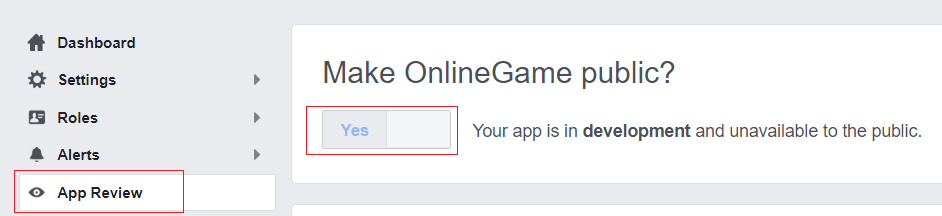 Dashboard
Settings
Roles
Alerts
App Review
Make OnlineGame public?
Yes
Your app is in development and unavailable to the public.